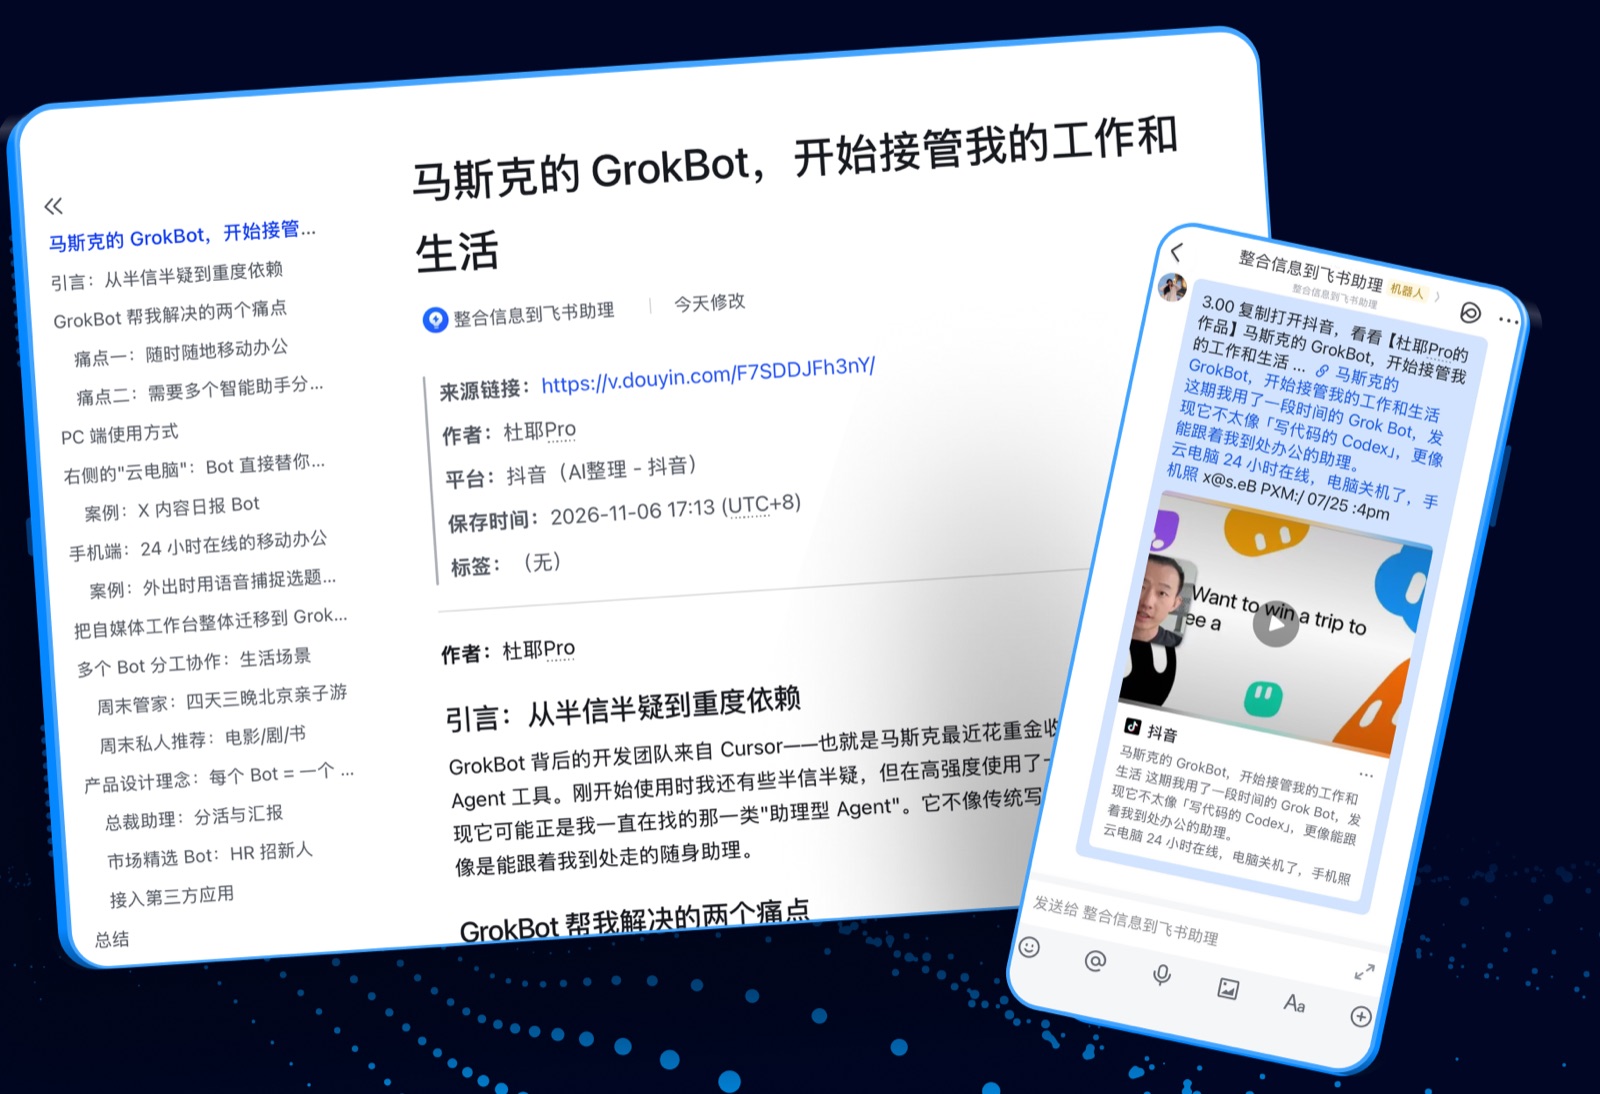 马斯克的 GrokBot，开始接管...
引言：从半信半疑到重度依赖
GrokBot 帮我解决的两个痛点
痛点一：随时随地移动办公
痛点二：需要多个智能助手分...
PC 端使用方式
右侧的"云电脑"：Bot 直接替你...
案例：X 内容日报 Bot
手机端：24 小时在线的移动办公
案例：外出时用语音捕捉选题...
把自媒体工作台整体迁移到 Grok...
多个 Bot 分工协作：生活场景
周末管家：四天三晚北京亲子游
周末私人推荐：电影/剧/书
产品设计理念：每个 Bot = 一个 ...
总裁助理：分活与汇报
市场精选 Bot：HR 招新人
接入第三方应用
总结
马斯克的 GrokBot，开始接管我的工作和
生活
整合信息到飞书助理 | 今天修改
来源链接：https://v.douyin.com/F7SDDJFh3nY/
作者：杜耶Pro
平台：抖音（AI整理 - 抖音）
保存时间：2026-11-06 17:13 (UTC+8)
标签：（无）
作者：杜耶Pro
引言：从半信半疑到重度依赖
GrokBot 背后的开发团队来自 Cursor——也就是马斯克最近花重金收
Agent 工具。刚开始使用时我还有些半信半疑，但在高强度使用了一
现它可能正是我一直在找的那一类"助理型 Agent"。它不像传统写
像是能跟着我到处走的随身助理。
GrokBot 帮我解决的两个痛点
整合信息到飞书助理 机器人
整合信息到飞书助理
3.00 复制打开抖音，看看【杜耶Pro的
作品】马斯克的 GrokBot，开始接管我
的工作和生活 ... 马斯克的
GrokBot，开始接管我的工作和生活
这期我用了一段时间的 Grok Bot，发
现它不太像「写代码的 Codex」，更像
能跟着我到处办公的助理。
云电脑 24 小时在线，电脑关机了，手
机照 x@s.eB PXM:/ 07/25 :4pm
Want to win a trip to
ee a
抖音
马斯克的 GrokBot，开始接管我的工作和
生活 这期我用了一段时间的 Grok Bot，发
现它不太像「写代码的 Codex」，更像能跟
着我到处办公的助理。
云电脑 24 小时在线，电脑关机了，手机照
发送给 整合信息到飞书助理
Aa